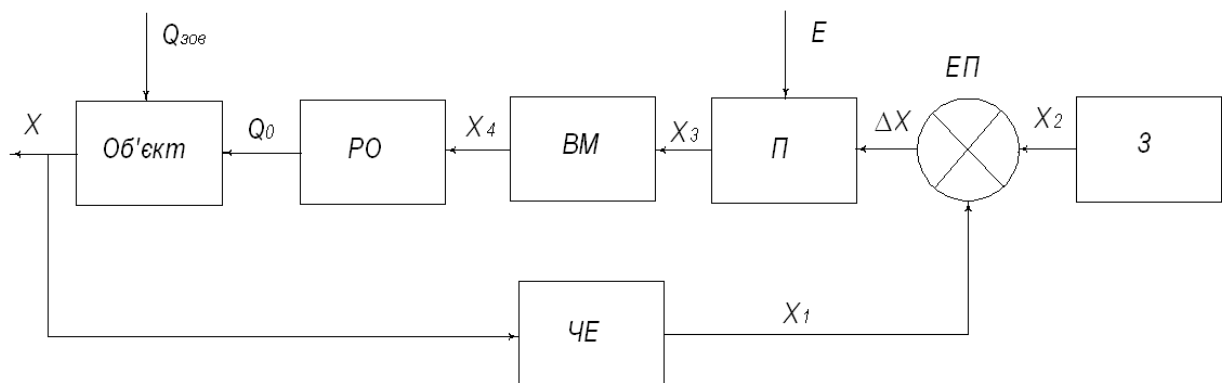 Qзов
E
ЕП
X
Об'єкт
Q0
РО
X4
ВМ
X3
П
ΔX
X2
З
ЧЕ
X1